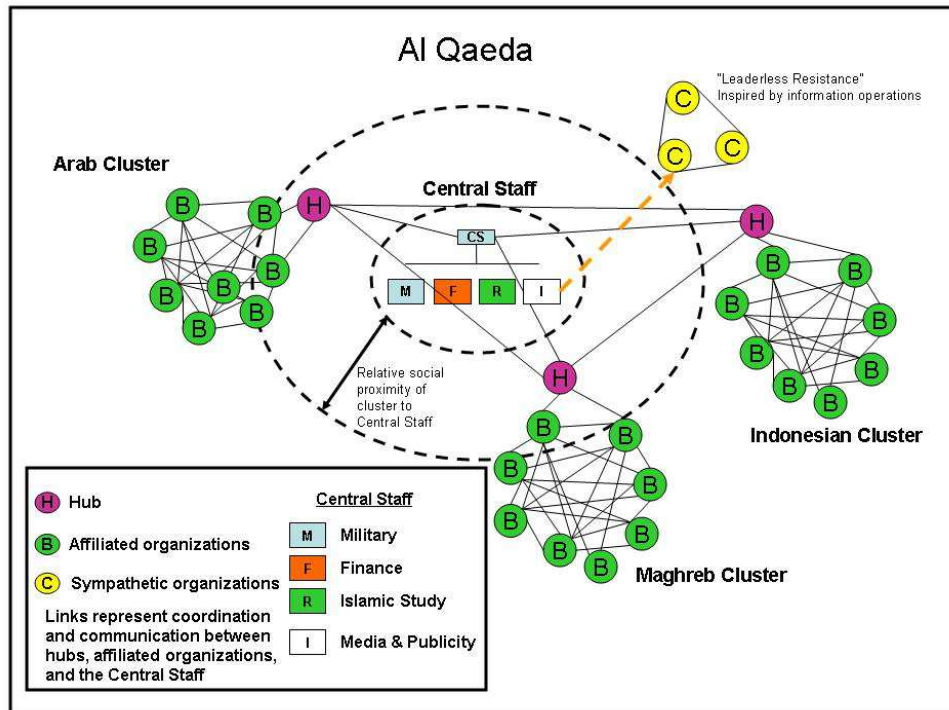 Al Qaeda
"Leaderless Resistance"
Inspired by information operations
C
C
C
Arab Cluster
Central Staff
B
B
B
B
B
B
B
B
H
H
CS
M
F
R
I
Relative social
proximity of
cluster to
Central Staff
H
B
B
B
B
B
B
B
B
Indonesian Cluster
B
B
B
B
B
B
B
B
Maghreb Cluster
H
Hub
B
Affiliated organizations
C
Sympathetic organizations
Links represent coordination
and communication between
hubs, affiliated organizations,
and the Central Staff
Central Staff
M
Military
F
Finance
R
Islamic Study
I
Media & Publicity